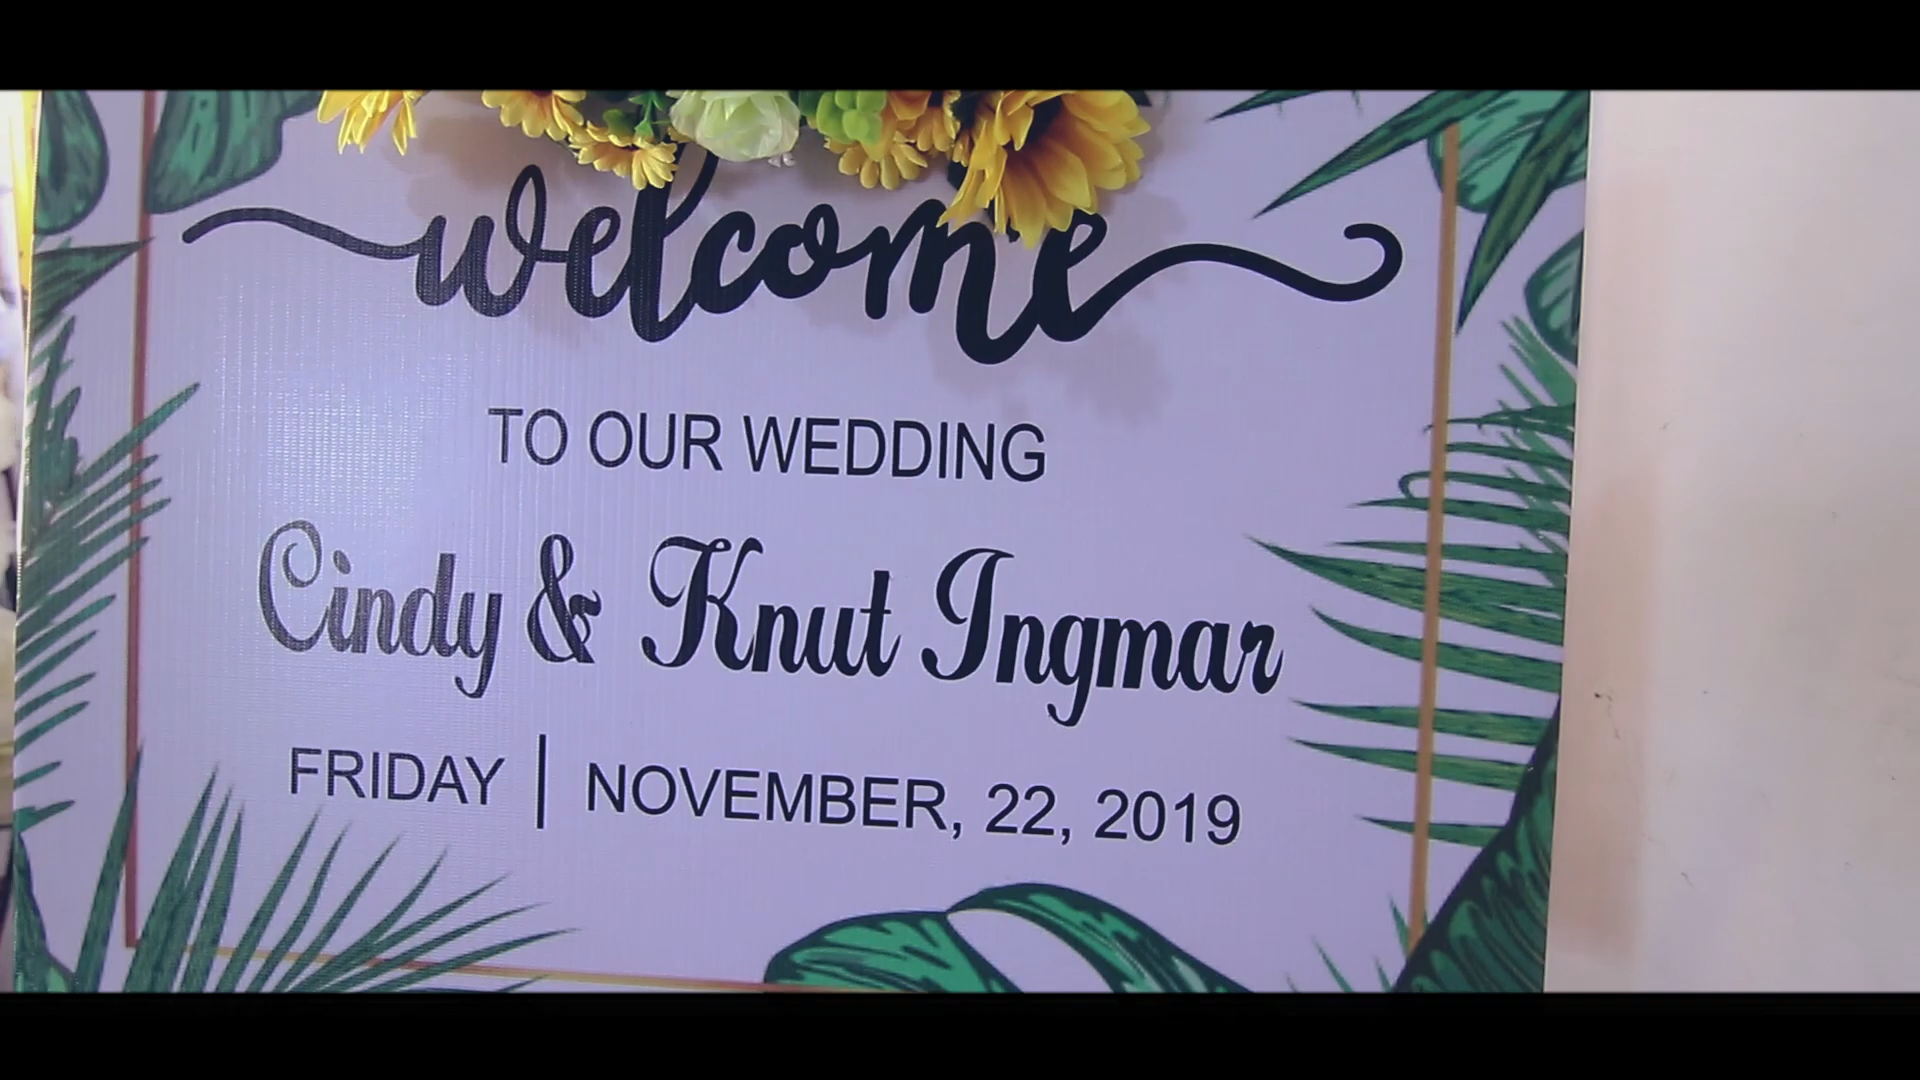 welcome
TO OUR WEDDING
Cindy & Knut Ingmar
FRIDAY | NOVEMBER, 22, 2019